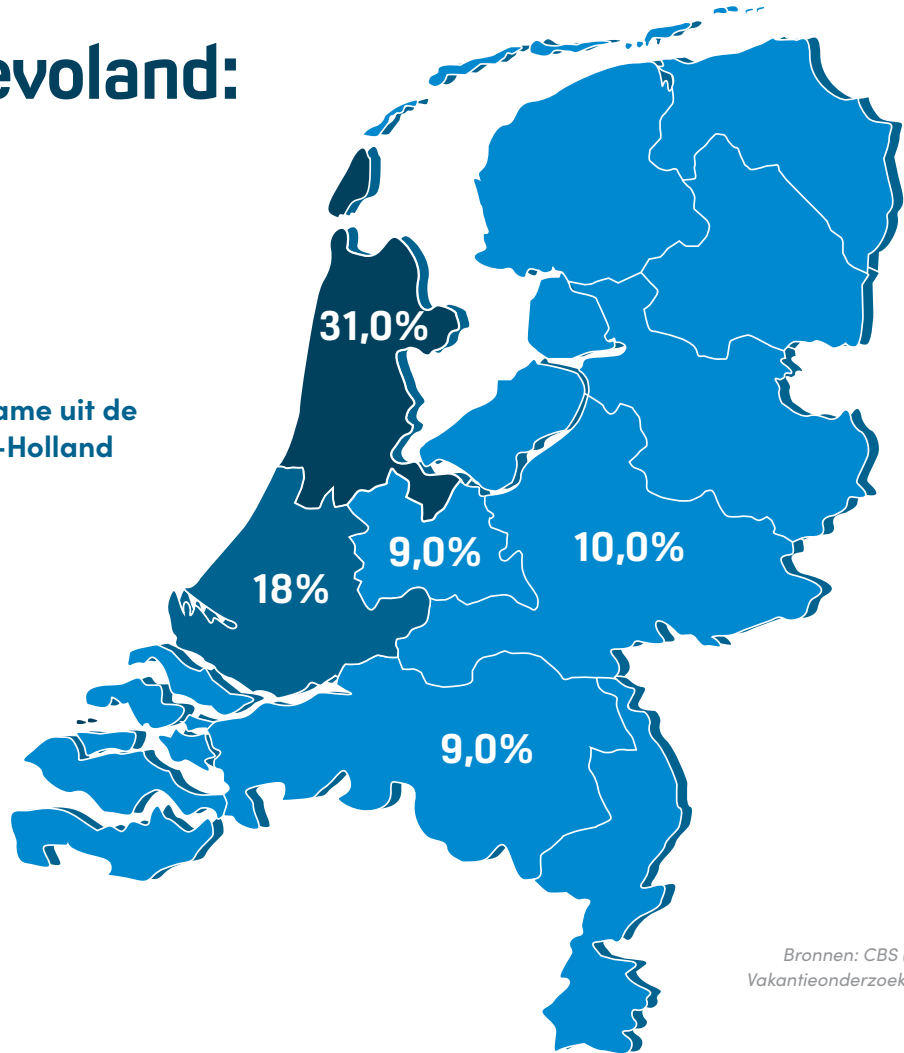 evoland:
31,0%
ame uit de
-Holland
9,0%
10,0%
18%
9,0%
Bronnen: CBS
Vakantieonderzoek